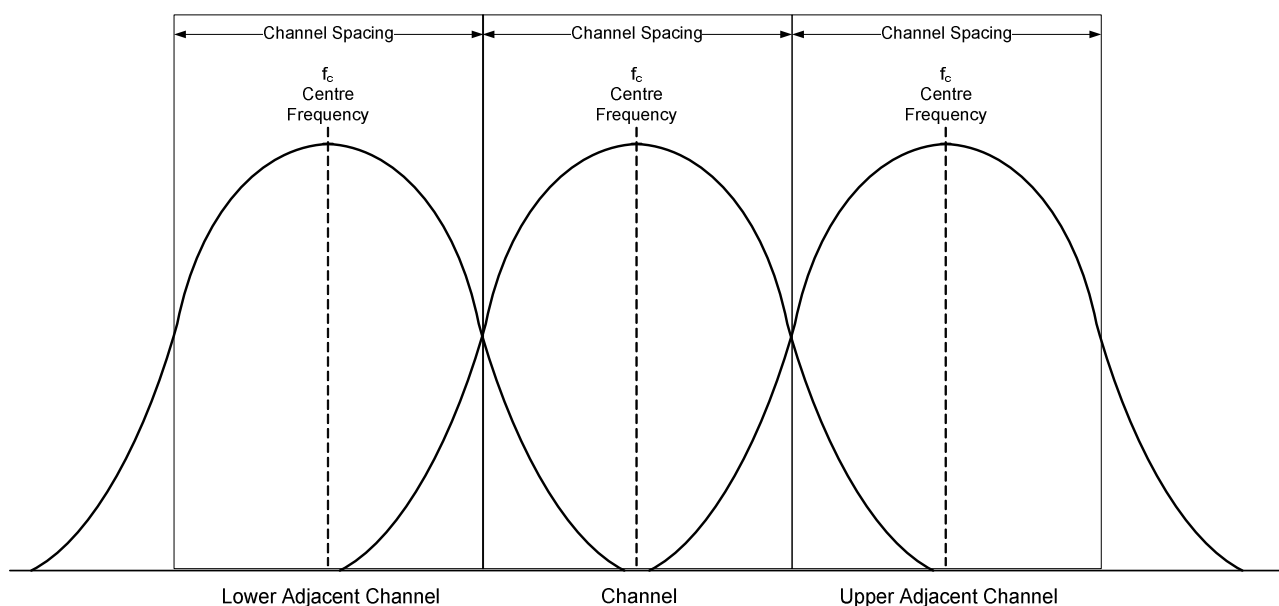 Channel Spacing
Channel Spacing
Channel Spacing
fc
Centre
Frequency
fc
Centre
Frequency
fc
Centre
Frequency
Lower Adjacent Channel
Channel
Upper Adjacent Channel